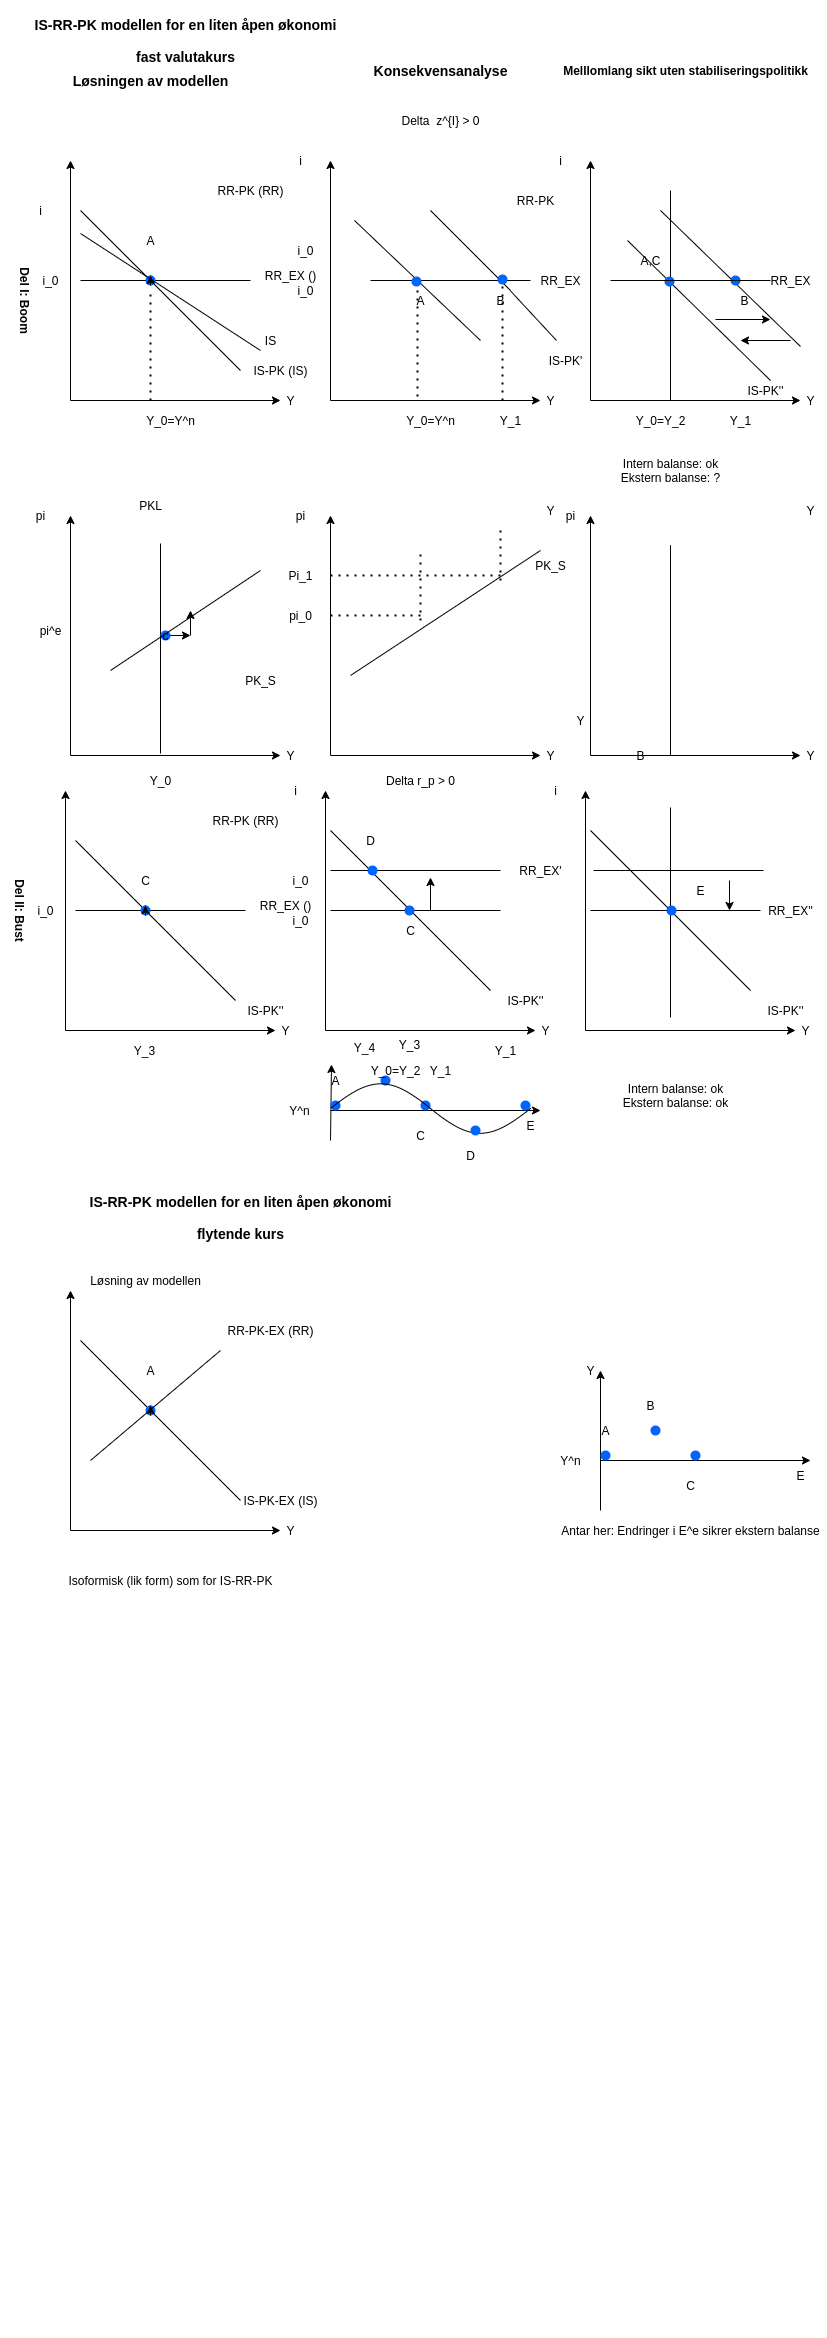 IS-RR-PK modellen for en liten åpen økonomi
fast valutakurs
Løsningen av modellen
Konsekvensanalyse
Melllomlang sikt uten stabiliseringspolitikk
Delta z^{I} > 0
Del I: Boom
i
RR-PK (RR)
A
i_0
RR_EX ()
IS
IS-PK (IS)
Y
Y_0=Y^n
i
RR-PK
i_0
i_0
A
B
RR_EX
IS-PK'
Y
Y_0=Y^n
Y_1
i
A,C
RR_EX
B
IS-PK''
Y
Y_0=Y_2
Y_1
Intern balanse: ok
Ekstern balanse: ?
PKL
pi
pi^e
PK_S
Y
Y_0
pi
Y
Pi_1
PK_S
pi_0
Y
pi
Y
Y
B
Y
Delta r_p > 0
Del II: Bust
RR-PK (RR)
C
i_0
RR_EX ()
IS-PK''
Y
Y_3
i
D
i_0
RR_EX'
i_0
C
IS-PK''
Y
Y_4
Y_3
Y_1
i
E
RR_EX''
IS-PK''
Y
Y_0=Y_2
Y_1
A
Y^n
C
D
E
Intern balanse: ok
Ekstern balanse: ok
IS-RR-PK modellen for en liten åpen økonomi
flytende kurs
Løsning av modellen
RR-PK-EX (RR)
A
IS-PK-EX (IS)
Y
Isoformisk (lik form) som for IS-RR-PK
Y
B
A
Y^n
E
C
Antar her: Endringer i E^e sikrer ekstern balanse